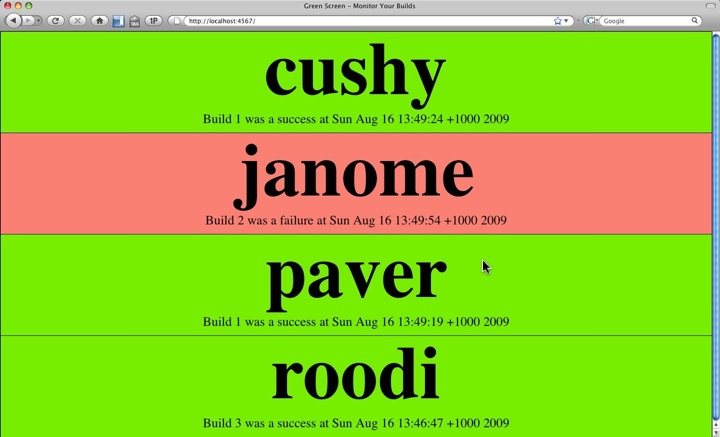 Green Screen – Monitor Your Builds
1P
http://localhost:4567/
Google
cushy
Build 1 was a success at Sun Aug 16 13:49:24 +1000 2009
janome
Build 2 was a failure at Sun Aug 16 13:49:54 +1000 2009
paver
Build 1 was a success at Sun Aug 16 13:49:19 +1000 2009
roodi
Build 3 was a success at Sun Aug 16 13:46:47 +1000 2009